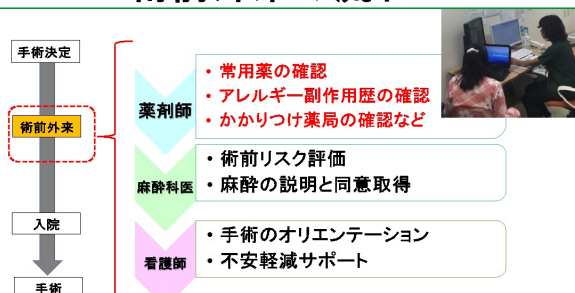 手術決定
術前外来
入院
手術
薬剤師
・常用薬の確認
・アレルギー副作用歴の確認
・かかりつけ薬局の確認など
麻酔科医
・術前リスク評価
・麻酔の説明と同意取得
看護師
・手術のオリエンテーション
・不安軽減サポート